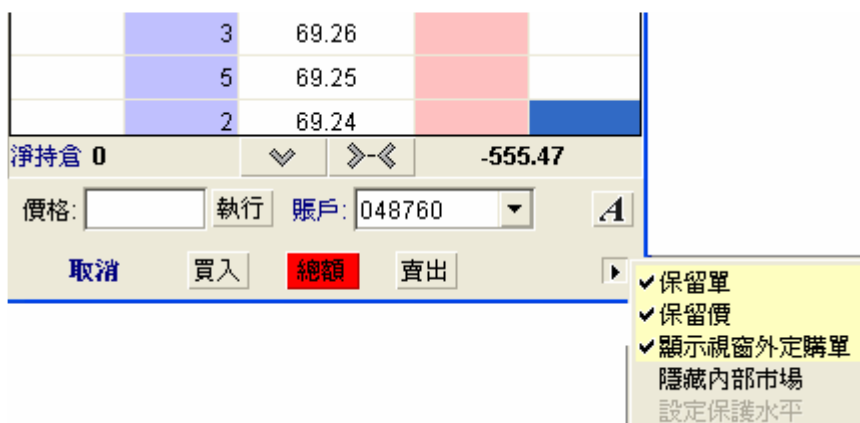 3 69.26
5 69.25
2 69.24
淨持倉 0 -555.47
價格: 執行 賬戶: 048760 A
取消 買入 總額 賣出
保留單
保留價
顯示視窗外定購單
隱藏內部市場
設定保護水平